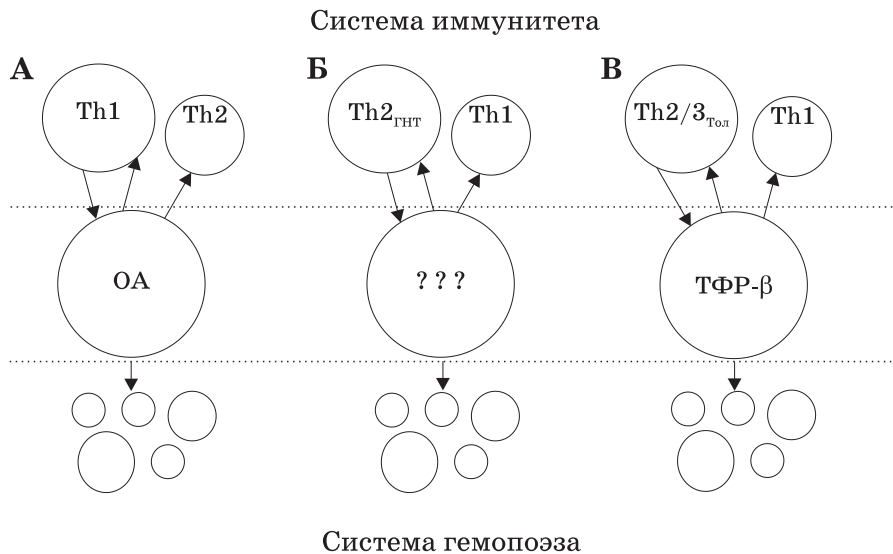 Система иммунитета
А Б В
Th1 Th2 Th2ГНТ Th1 Th2/3Тол Th1
ОА ? ? ? ТФР-β
Система гемопоэза